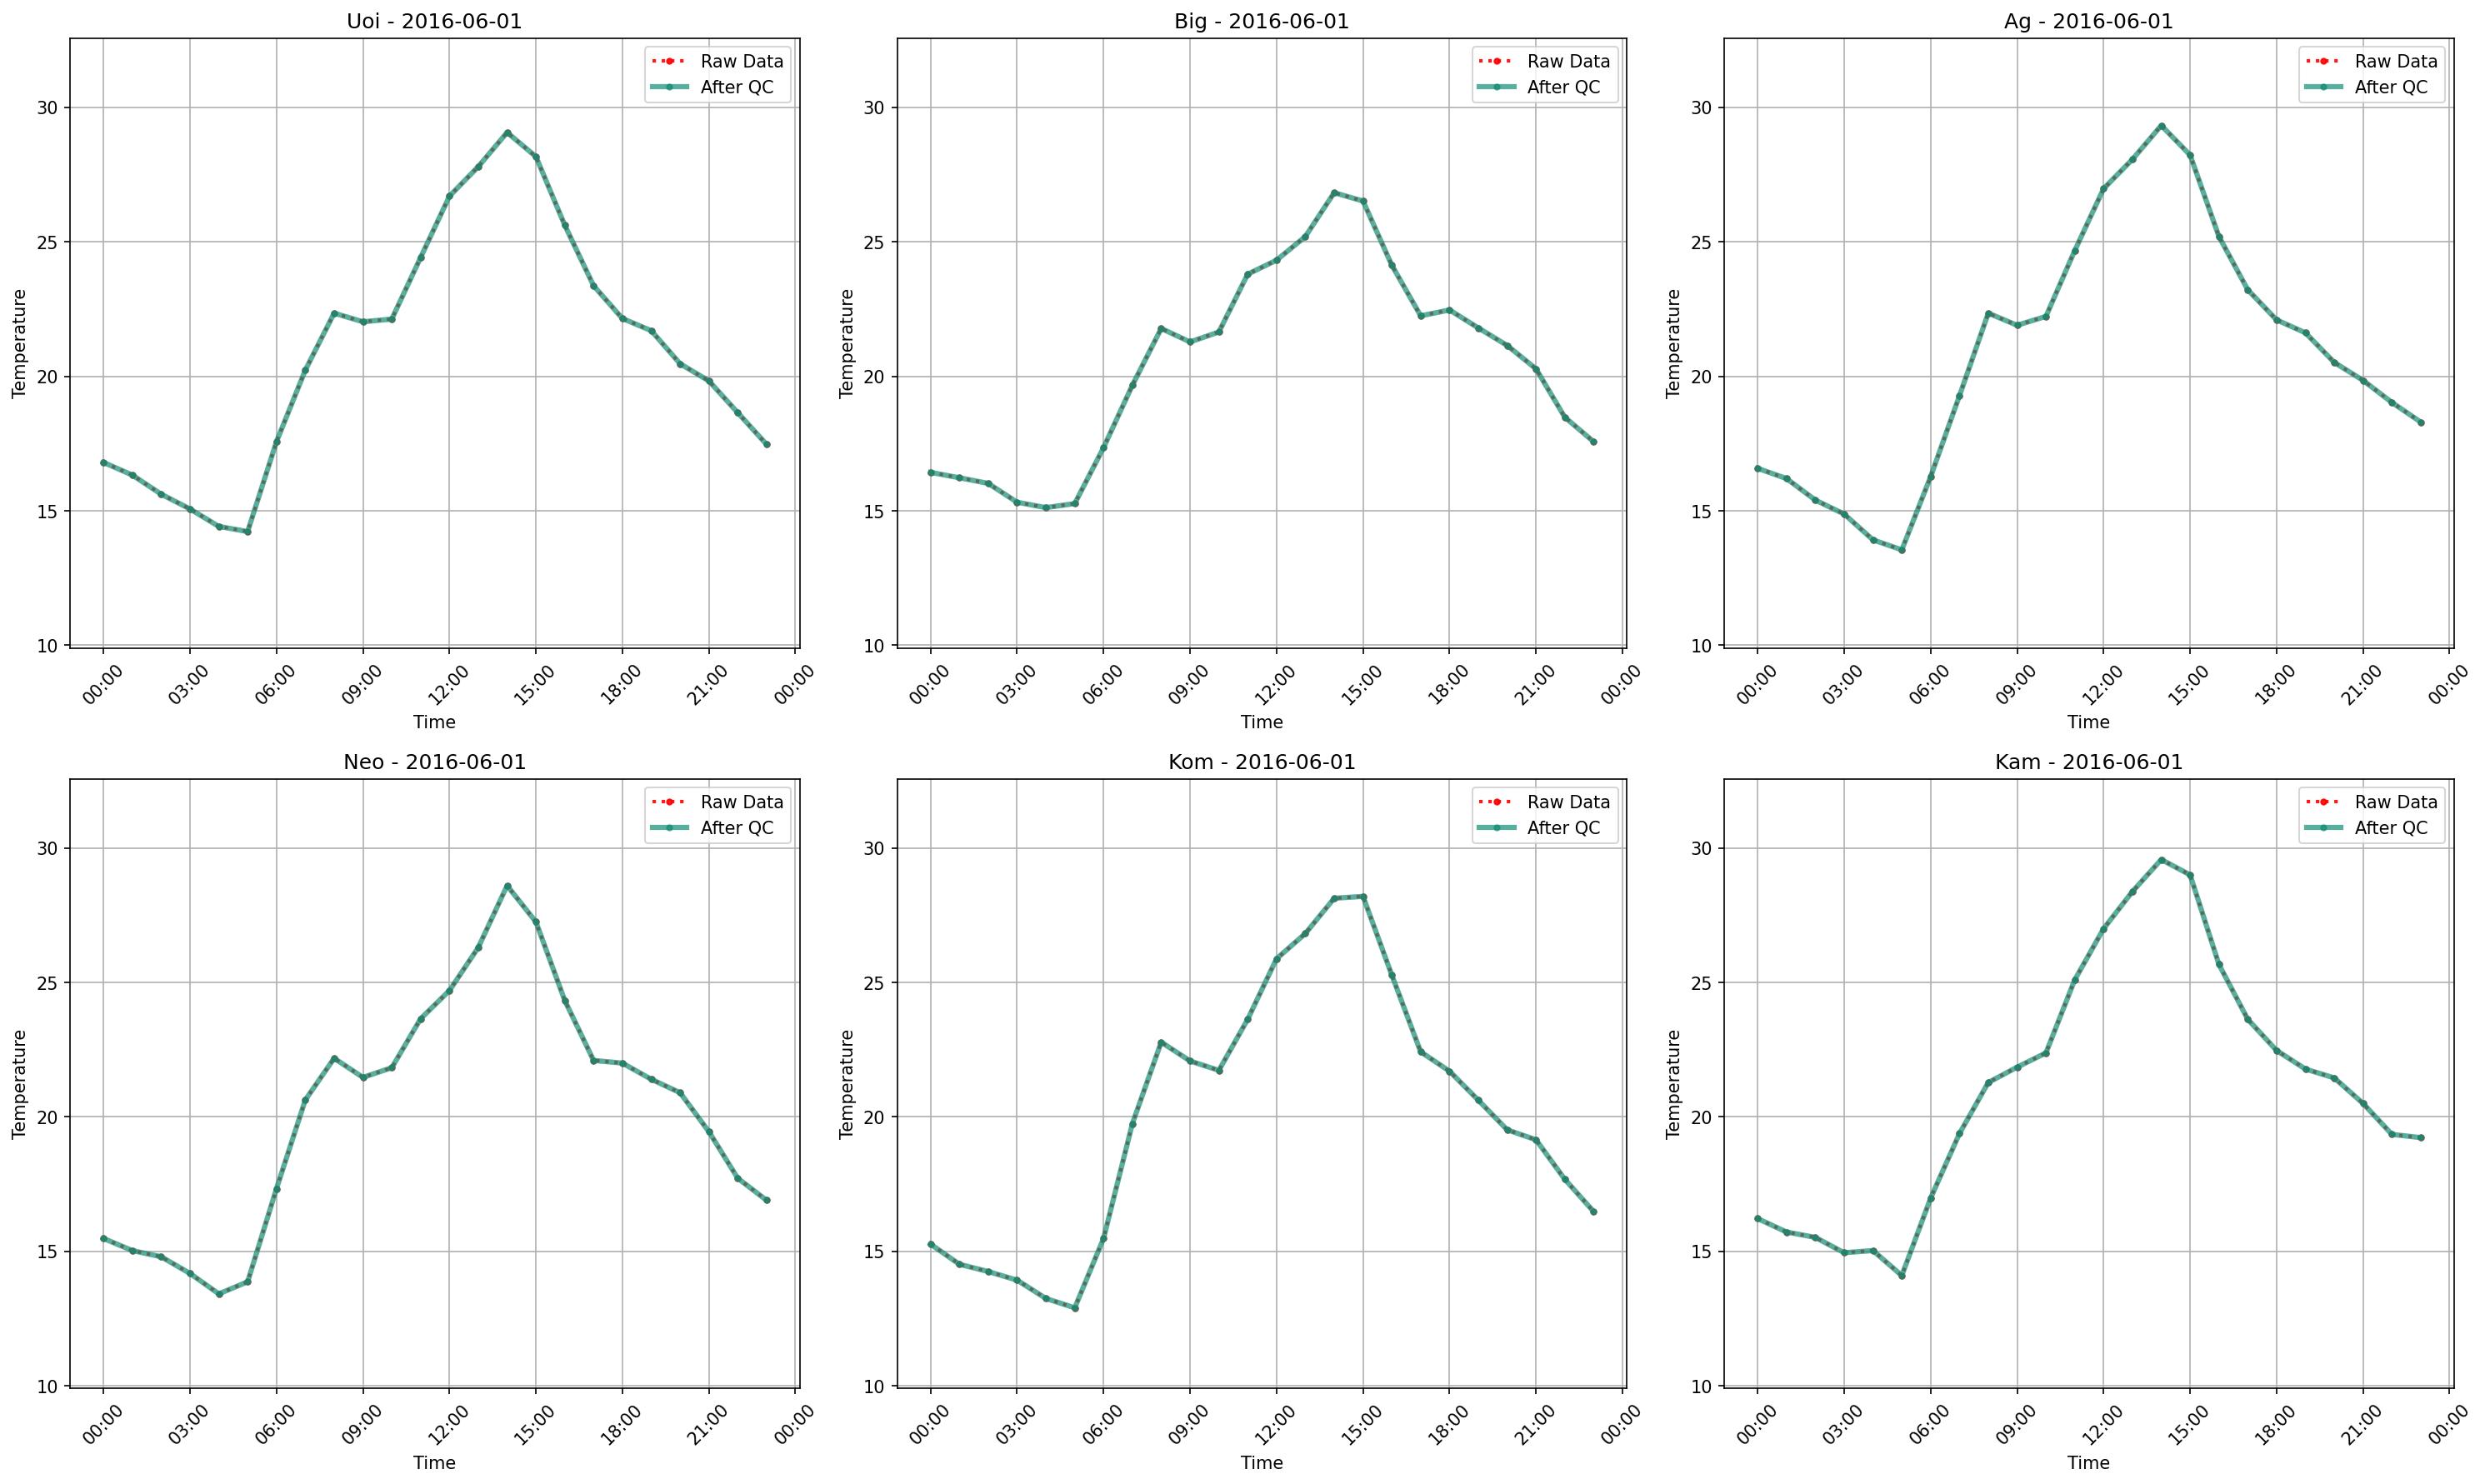 Uoi - 2016-06-01
Raw Data
After QC
Temperature
30
25
20
15
10
00:00
03:00
06:00
09:00
12:00
15:00
18:00
21:00
00:00
Time
Big - 2016-06-01
Raw Data
After QC
Temperature
30
25
20
15
10
00:00
03:00
06:00
09:00
12:00
15:00
18:00
21:00
00:00
Time
Ag - 2016-06-01
Raw Data
After QC
Temperature
30
25
20
15
10
00:00
03:00
06:00
09:00
12:00
15:00
18:00
21:00
00:00
Time
Neo - 2016-06-01
Raw Data
After QC
Temperature
30
25
20
15
10
00:00
03:00
06:00
09:00
12:00
15:00
18:00
21:00
00:00
Time
Kom - 2016-06-01
Raw Data
After QC
Temperature
30
25
20
15
10
00:00
03:00
06:00
09:00
12:00
15:00
18:00
21:00
00:00
Time
Kam - 2016-06-01
Raw Data
After QC
Temperature
30
25
20
15
10
00:00
03:00
06:00
09:00
12:00
15:00
18:00
21:00
00:00
Time